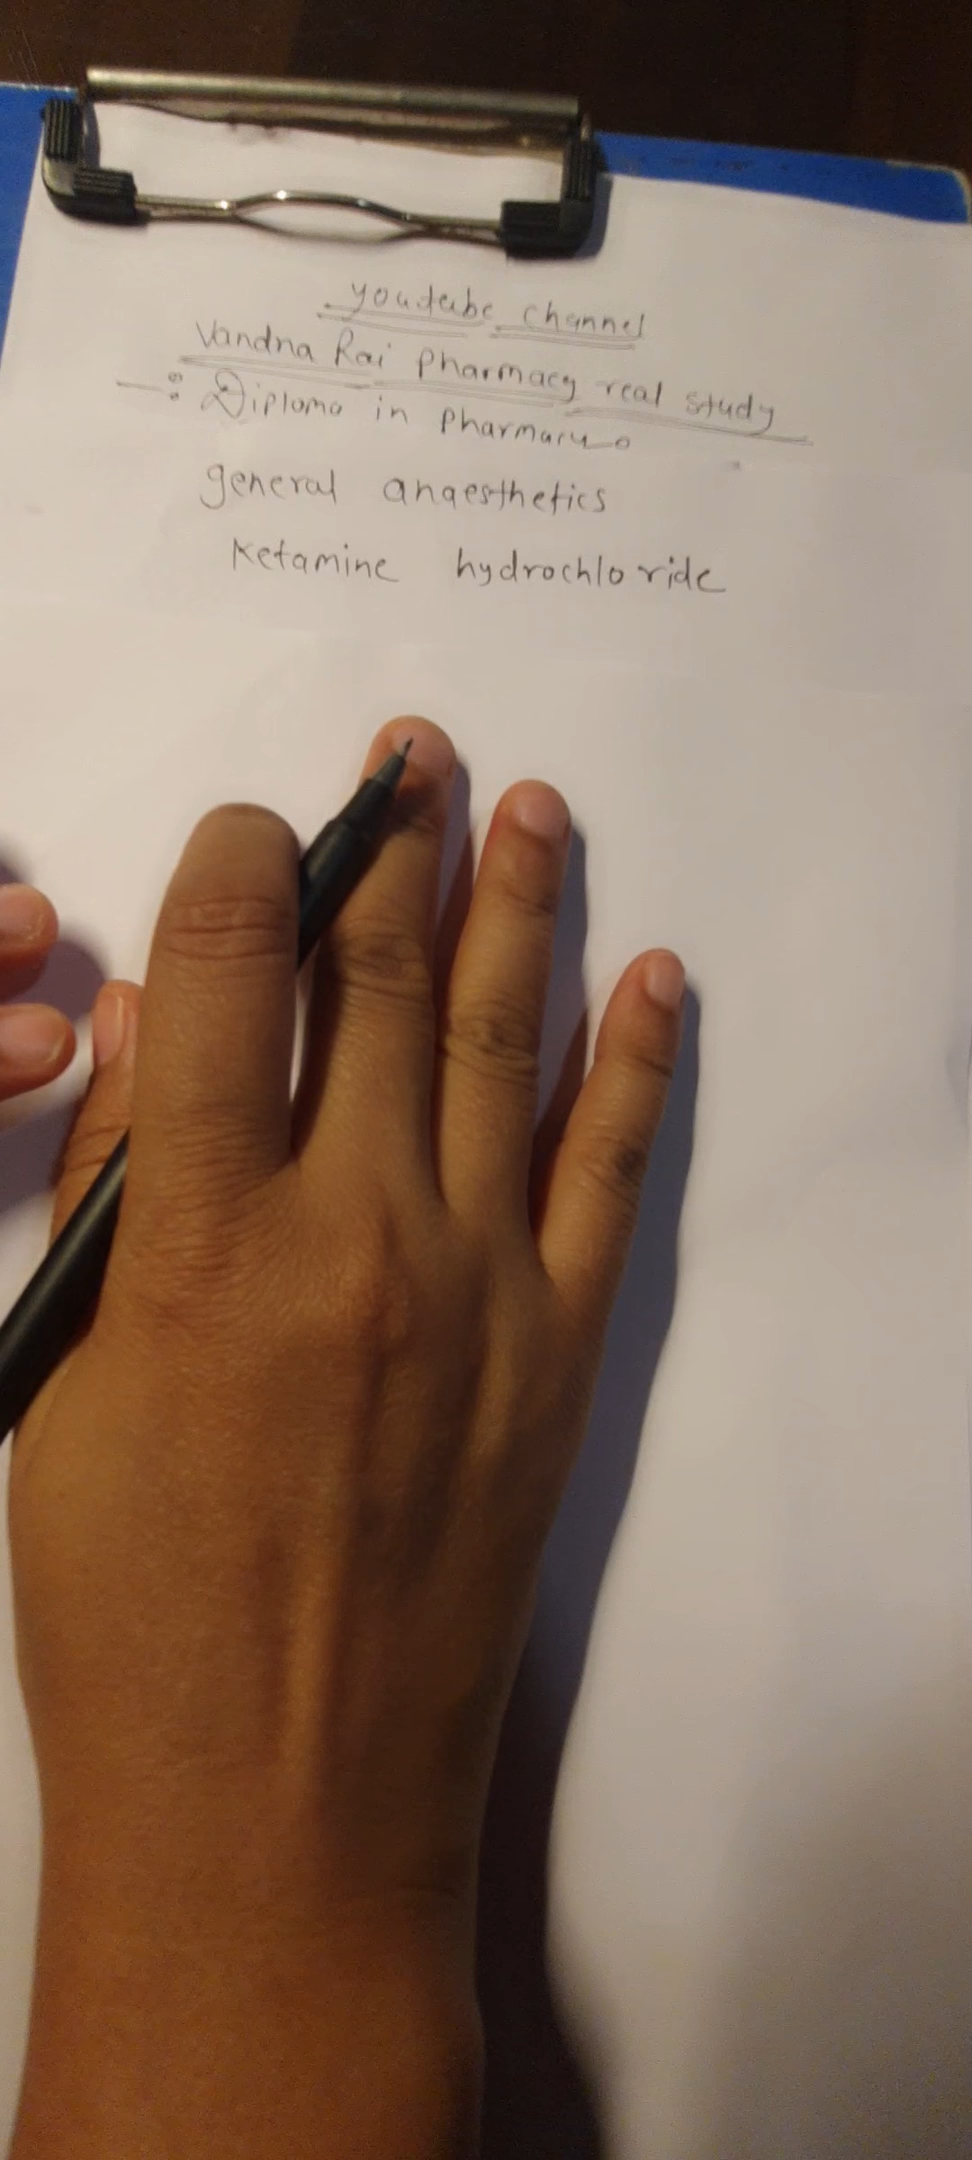 youtube channel
Vandna Rai pharmacy real study
—: Diploma in pharmacy
general anaesthetics
Ketamine hydrochloride